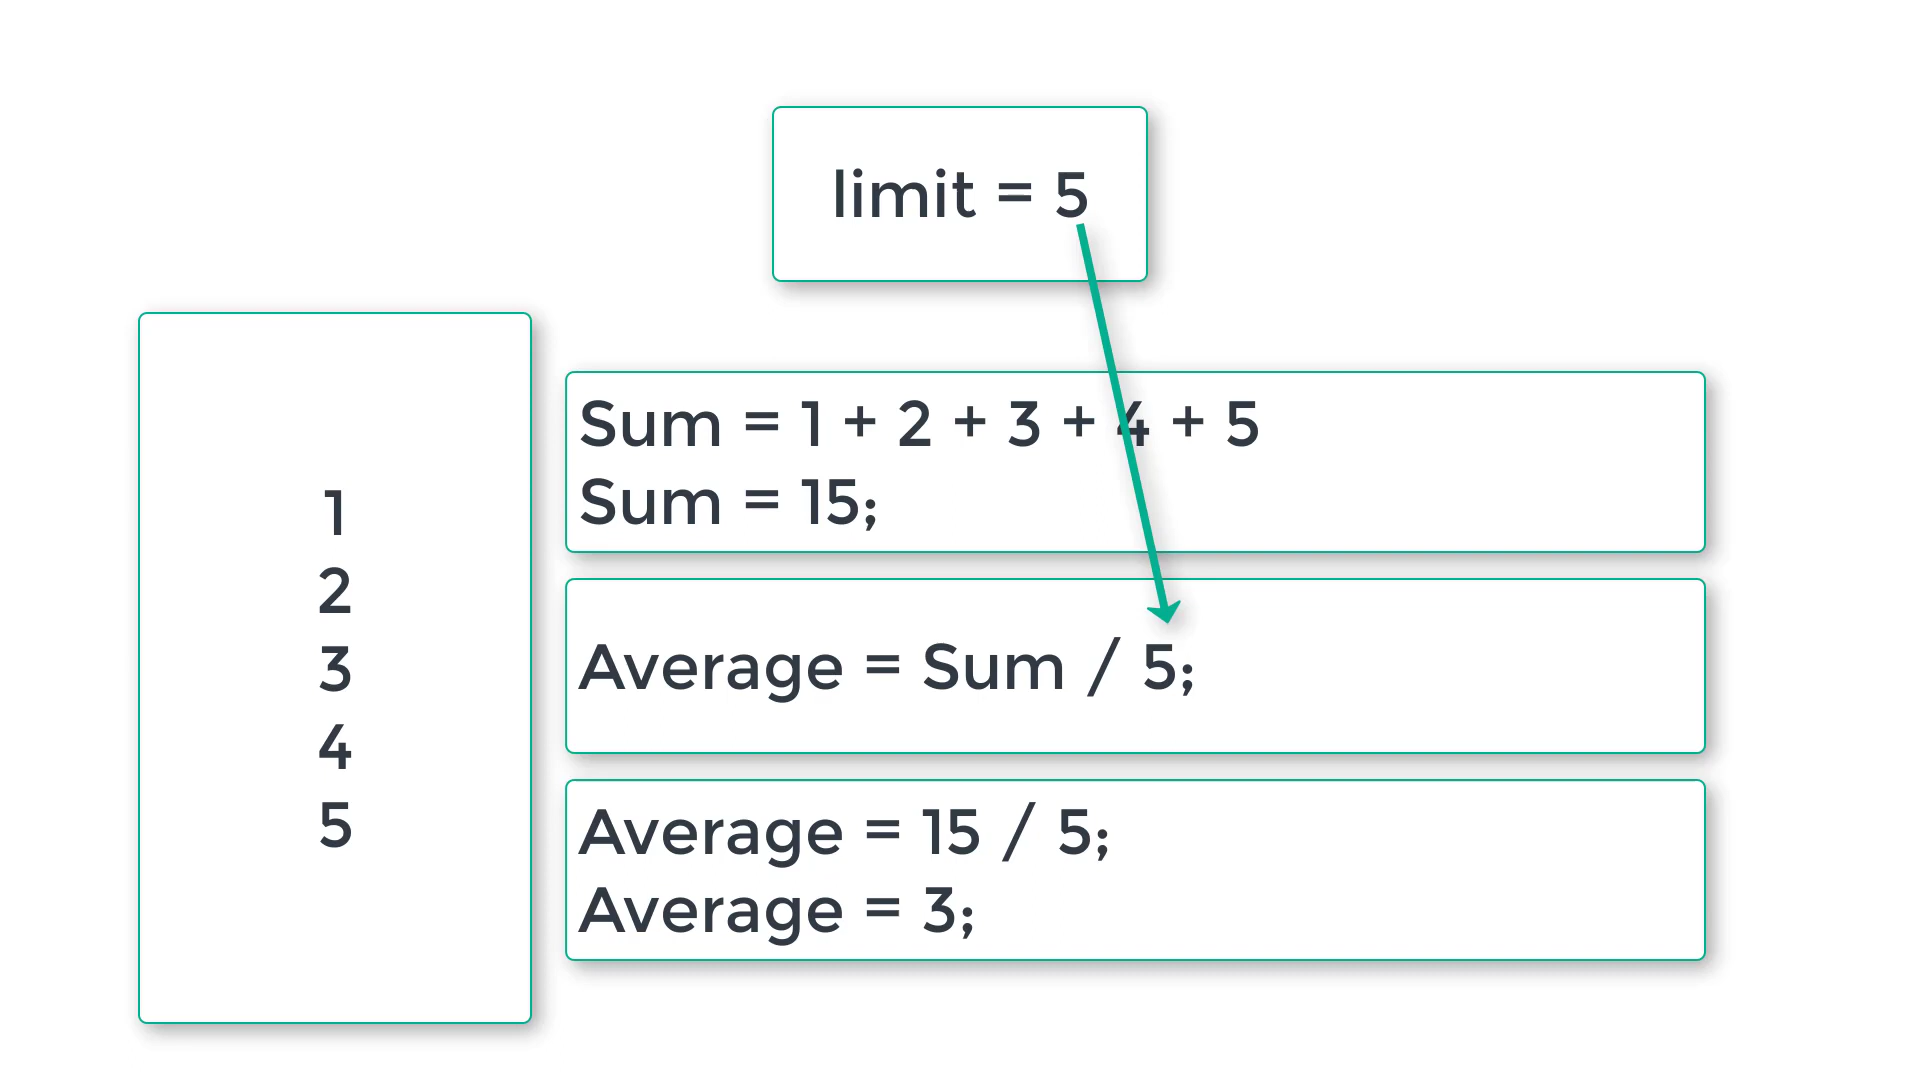 limit = 5
1
2
3
4
5
Sum = 1 + 2 + 3 + 4 + 5
Sum = 15;
Average = Sum / 5;
Average = 15 / 5;
Average = 3;